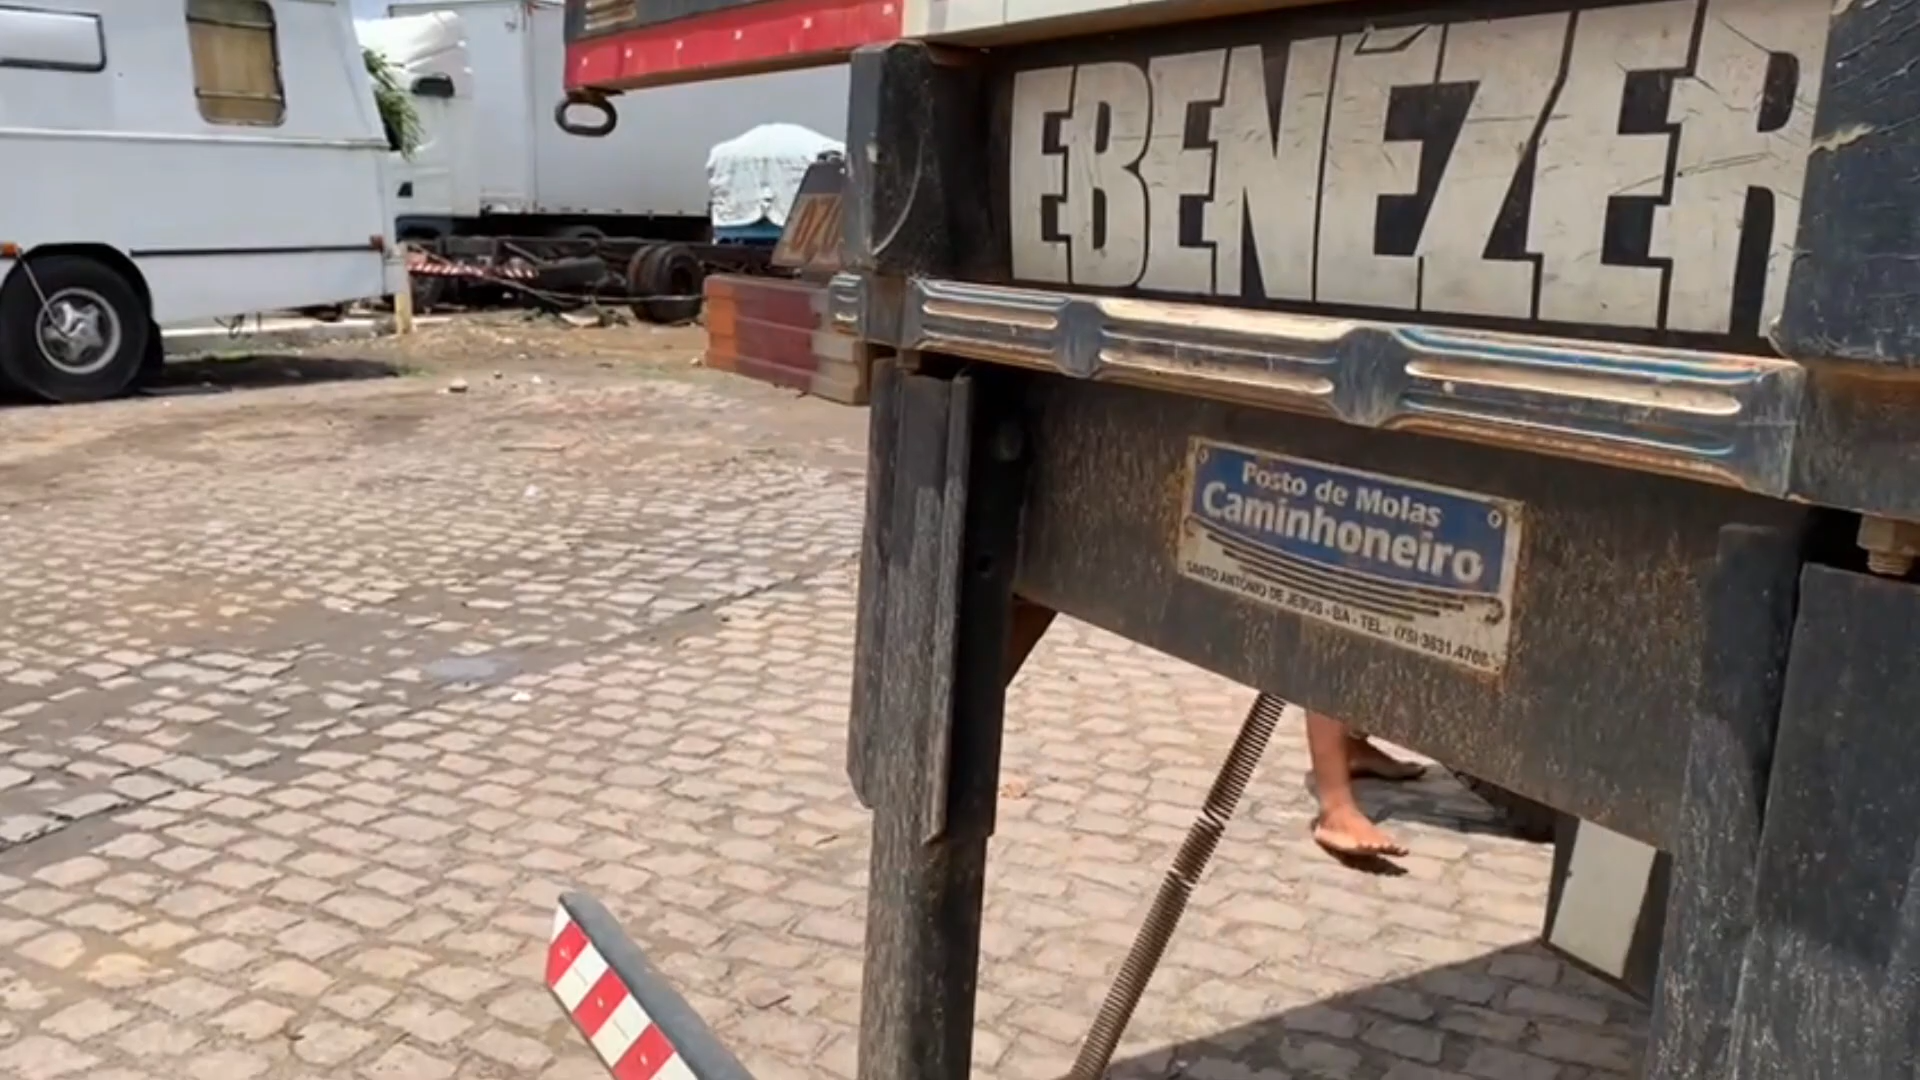 EBENÉZER
Posto de Molas
Caminhoneiro
SANTO ANTONIO DE JESUS - BA - TEL.: (75) 3631.4708